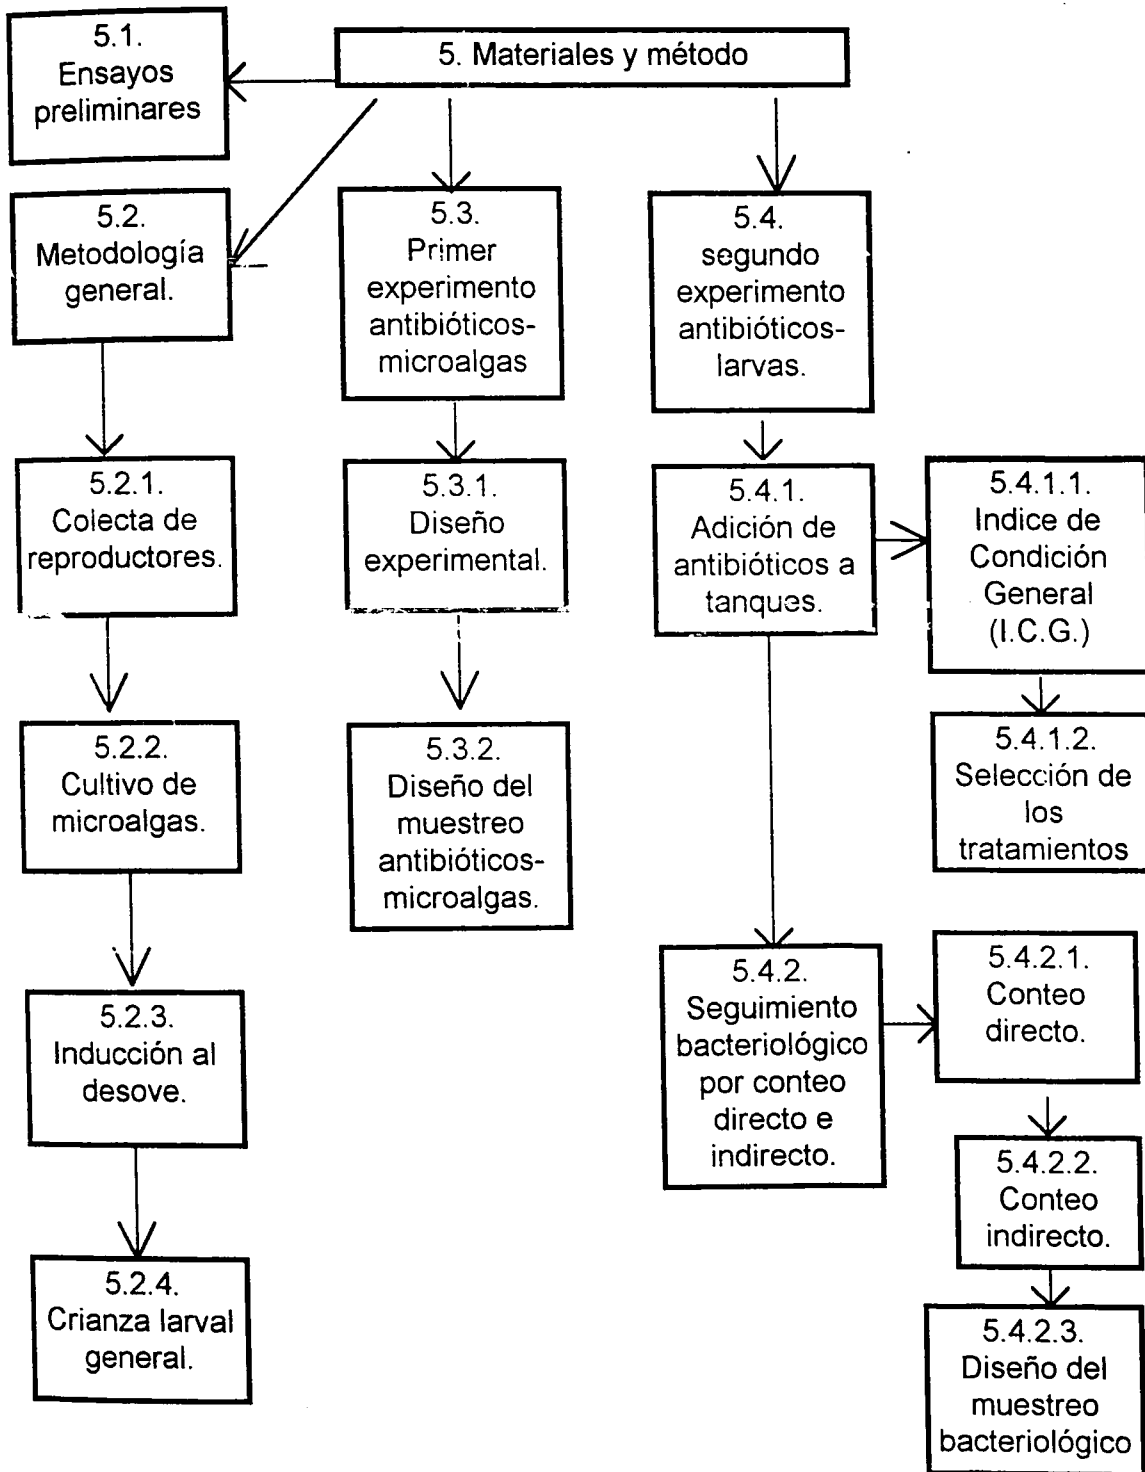 5. Materiales y método
5.1.
Ensayos
preliminares
5.2.
Metodología
general.
5.3.
Primer
experimento
antibióticos-
microalgas
5.4.
segundo
experimento
antibióticos-
larvas.
5.2.1.
Colecta de
reproductores.
5.3.1.
Diseño
experimental.
5.4.1.
Adición de
antibióticos a
tanques.
5.4.1.1.
Indice de
Condición
General
(I.C.G.)
5.2.2.
Cultivo de
microalgas.
5.3.2.
Diseño del
muestreo
antibióticos-
microalgas.
5.4.1.2.
Selección de
los
tratamientos
5.2.3.
Inducción al
desove.
5.4.2.
Seguimiento
bacteriológico
por conteo
directo e
indirecto.
5.4.2.1.
Conteo
directo.
5.4.2.2.
Conteo
indirecto.
5.2.4.
Crianza larval
general.
5.4.2.3.
Diseño del
muestreo
bacteriológico